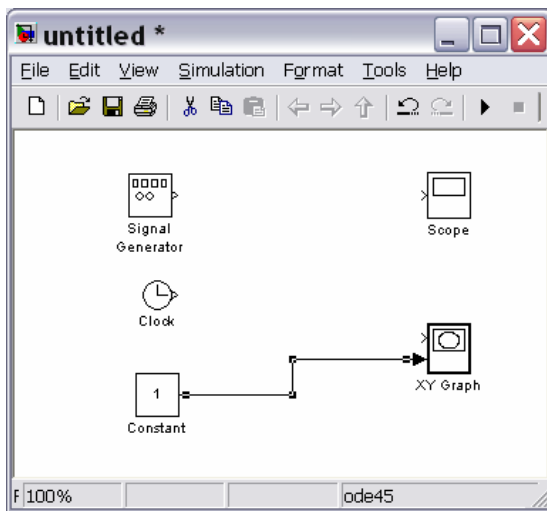 untitled *
File Edit View Simulation Format Tools Help
Signal
Generator
Scope
Clock
1
XY Graph
Constant
F 100% ode45